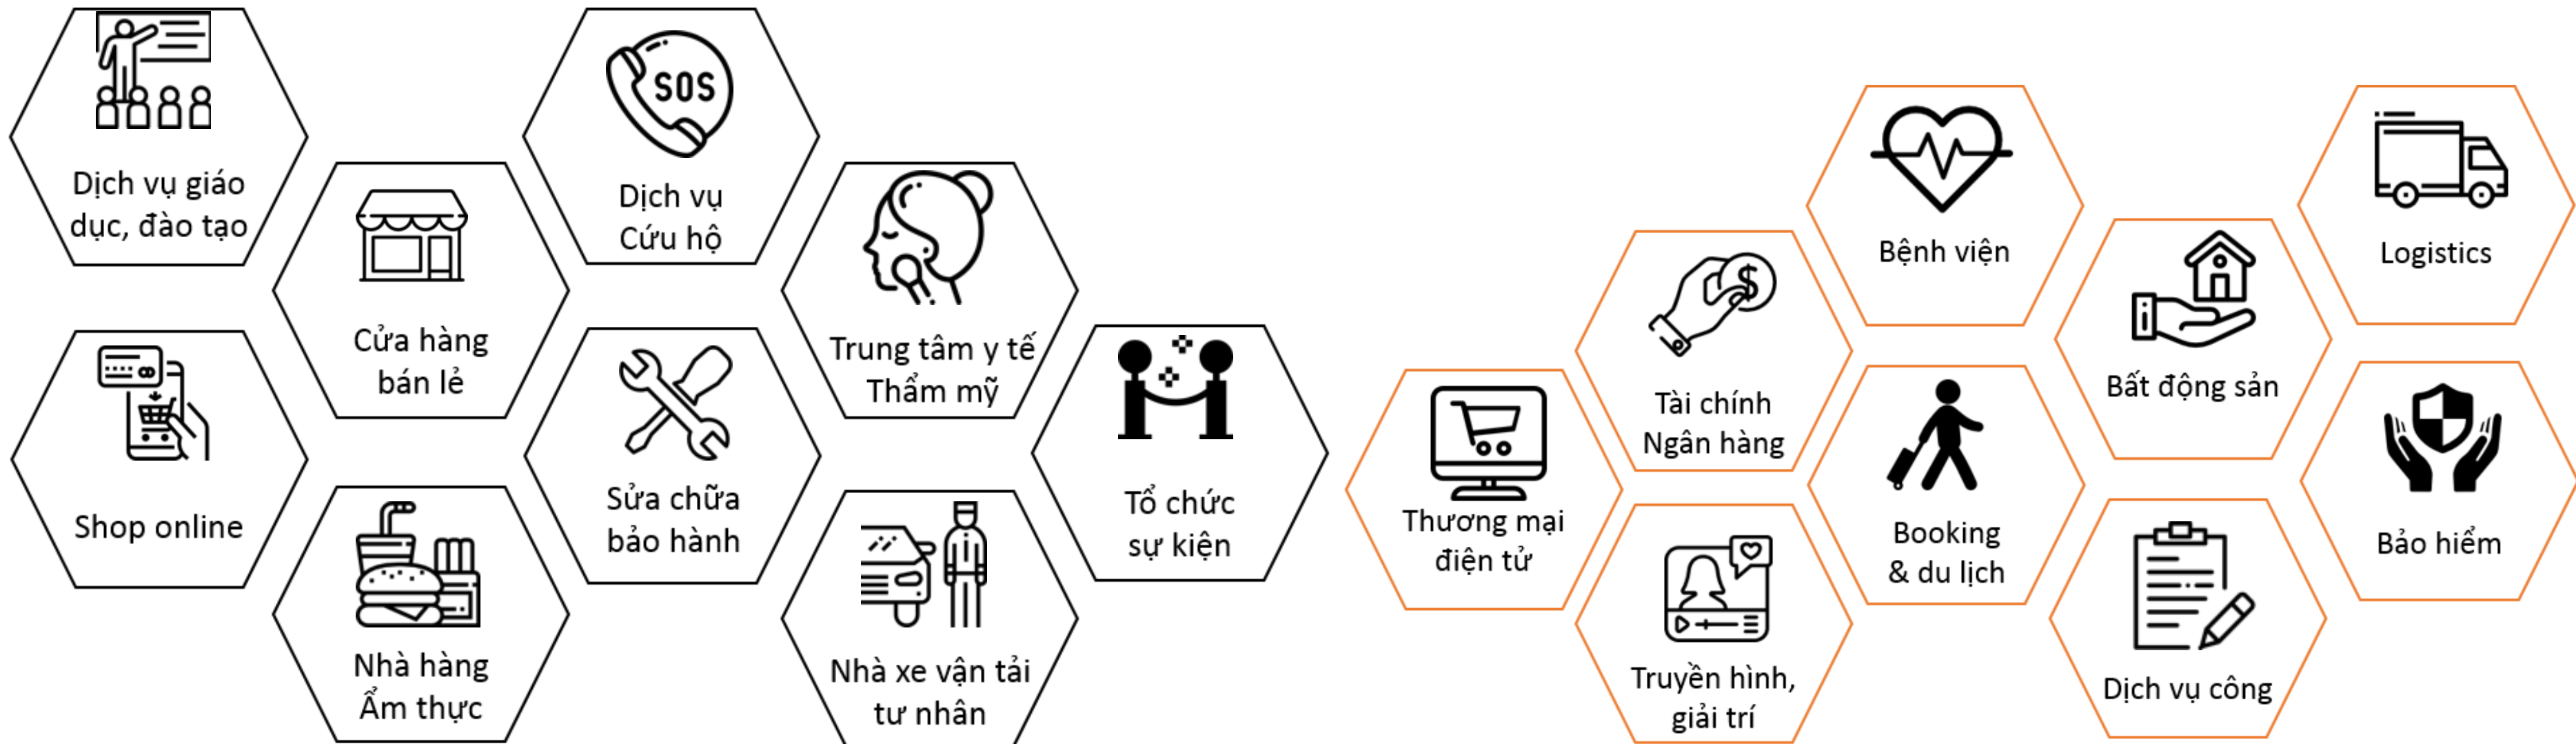 Dịch vụ giáo
dục, đào tạo
SOS
Dịch vụ
Cứu hộ
Cửa hàng
bán lẻ
Trung tâm y tế
Thẩm mỹ
Shop online
Sửa chữa
bảo hành
Tổ chức
sự kiện
Nhà hàng
Ẩm thực
Nhà xe vận tải
tư nhân
Bệnh viện
Logistics
$
Tài chính
Ngân hàng
Bất động sản
Thương mại
điện tử
Booking
& du lịch
Bảo hiểm
Truyền hình,
giải trí
Dịch vụ công